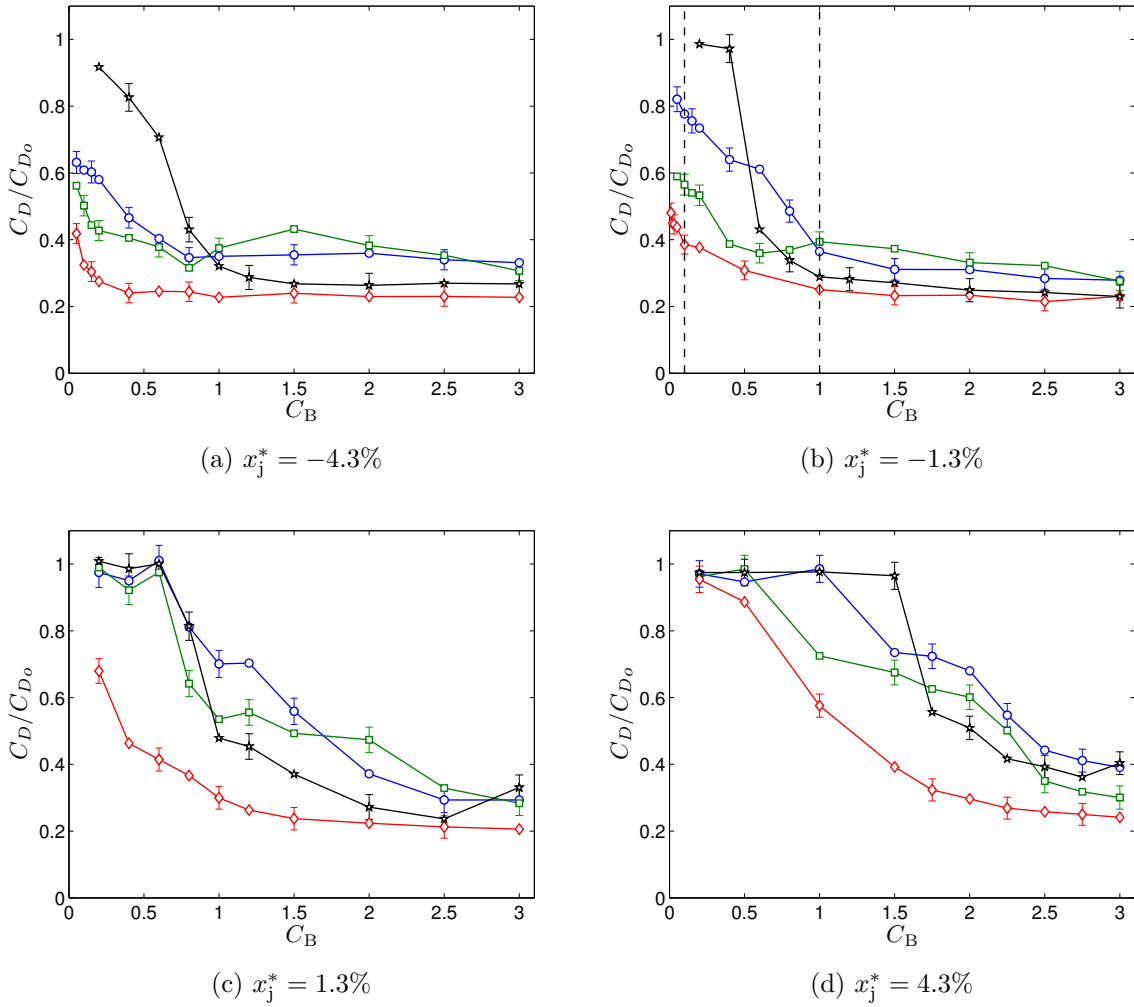 1
0.8
0.6
0.4
0.2
0
0 0.5 1 1.5 2 2.5 3
C_D/C_{Do}
C_B
(a) x_j^* = −4.3%
1
0.8
0.6
0.4
0.2
0
0.5 1 1.5 2 2.5 3
C_D/C_{Do}
C_B
(b) x_j^* = −1.3%
1
0.8
0.6
0.4
0.2
0
0 0.5 1 1.5 2 2.5 3
C_D/C_{Do}
C_B
(c) x_j^* = 1.3%
1
0.8
0.6
0.4
0.2
0
0 0.5 1 1.5 2 2.5 3
C_D/C_{Do}
C_B
(d) x_j^* = 4.3%